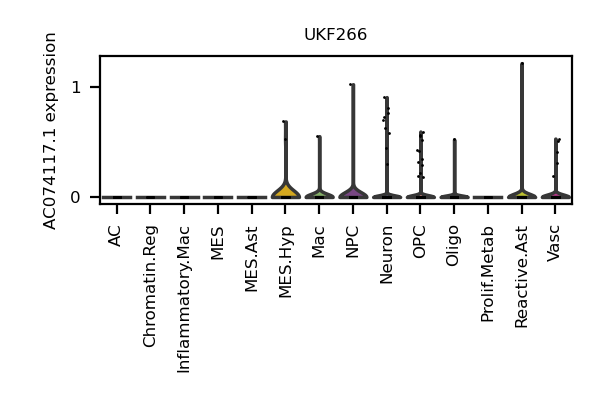 UKF266
AC074117.1 expression
1
0
AC
Chromatin.Reg
Inflammatory.Mac
MES
MES.Ast
MES.Hyp
Mac
NPC
Neuron
OPC
Oligo
Prolif.Metab
Reactive.Ast
Vasc